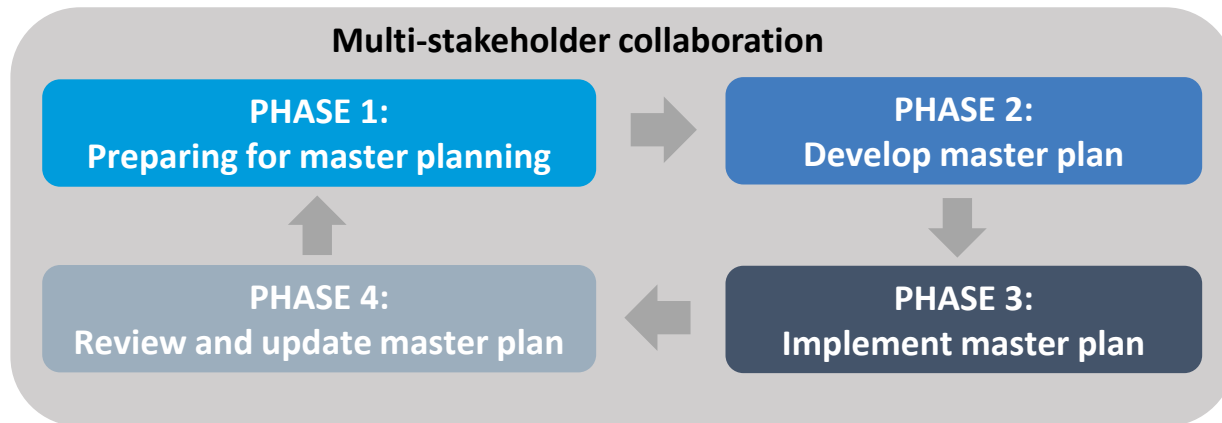 Multi-stakeholder collaboration
PHASE 1:
Preparing for master planning
PHASE 2:
Develop master plan
PHASE 3:
Implement master plan
PHASE 4:
Review and update master plan